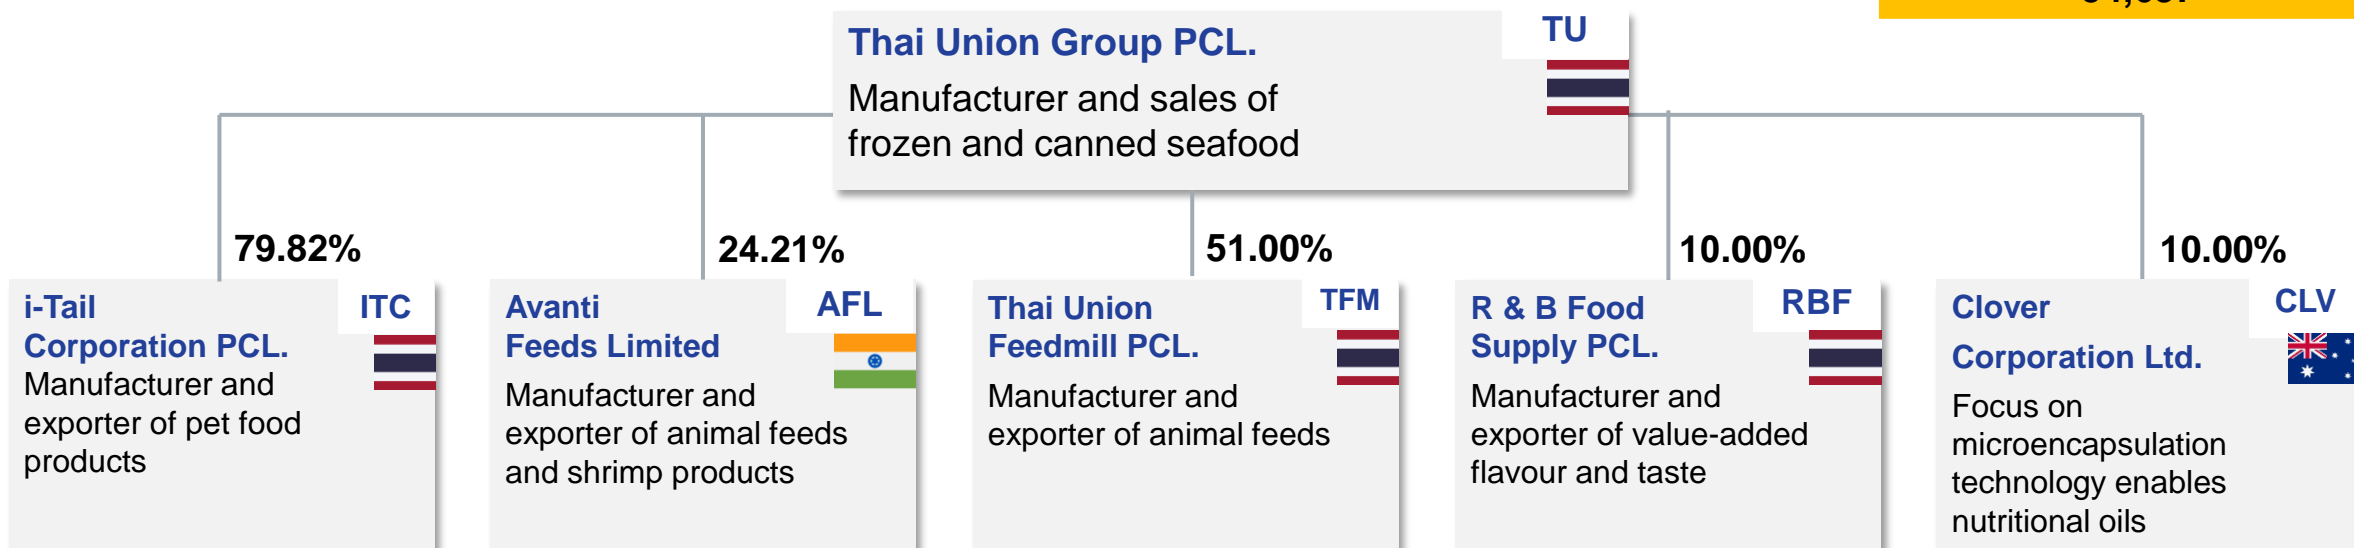 Thai Union Group PCL.
TU
Manufacturer and sales of
frozen and canned seafood
79.82%
24.21%
51.00%
10.00%
10.00%
i-Tail
Corporation PCL.
ITC
Manufacturer and
exporter of pet food
products
Avanti
Feeds Limited
AFL
Manufacturer and
exporter of animal feeds
and shrimp products
Thai Union
Feedmill PCL.
TFM
Manufacturer and
exporter of animal feeds
R & B Food
Supply PCL.
RBF
Manufacturer and
exporter of value-added
flavour and taste
Clover
Corporation Ltd.
CLV
Focus on
microencapsulation
technology enables
nutritional oils